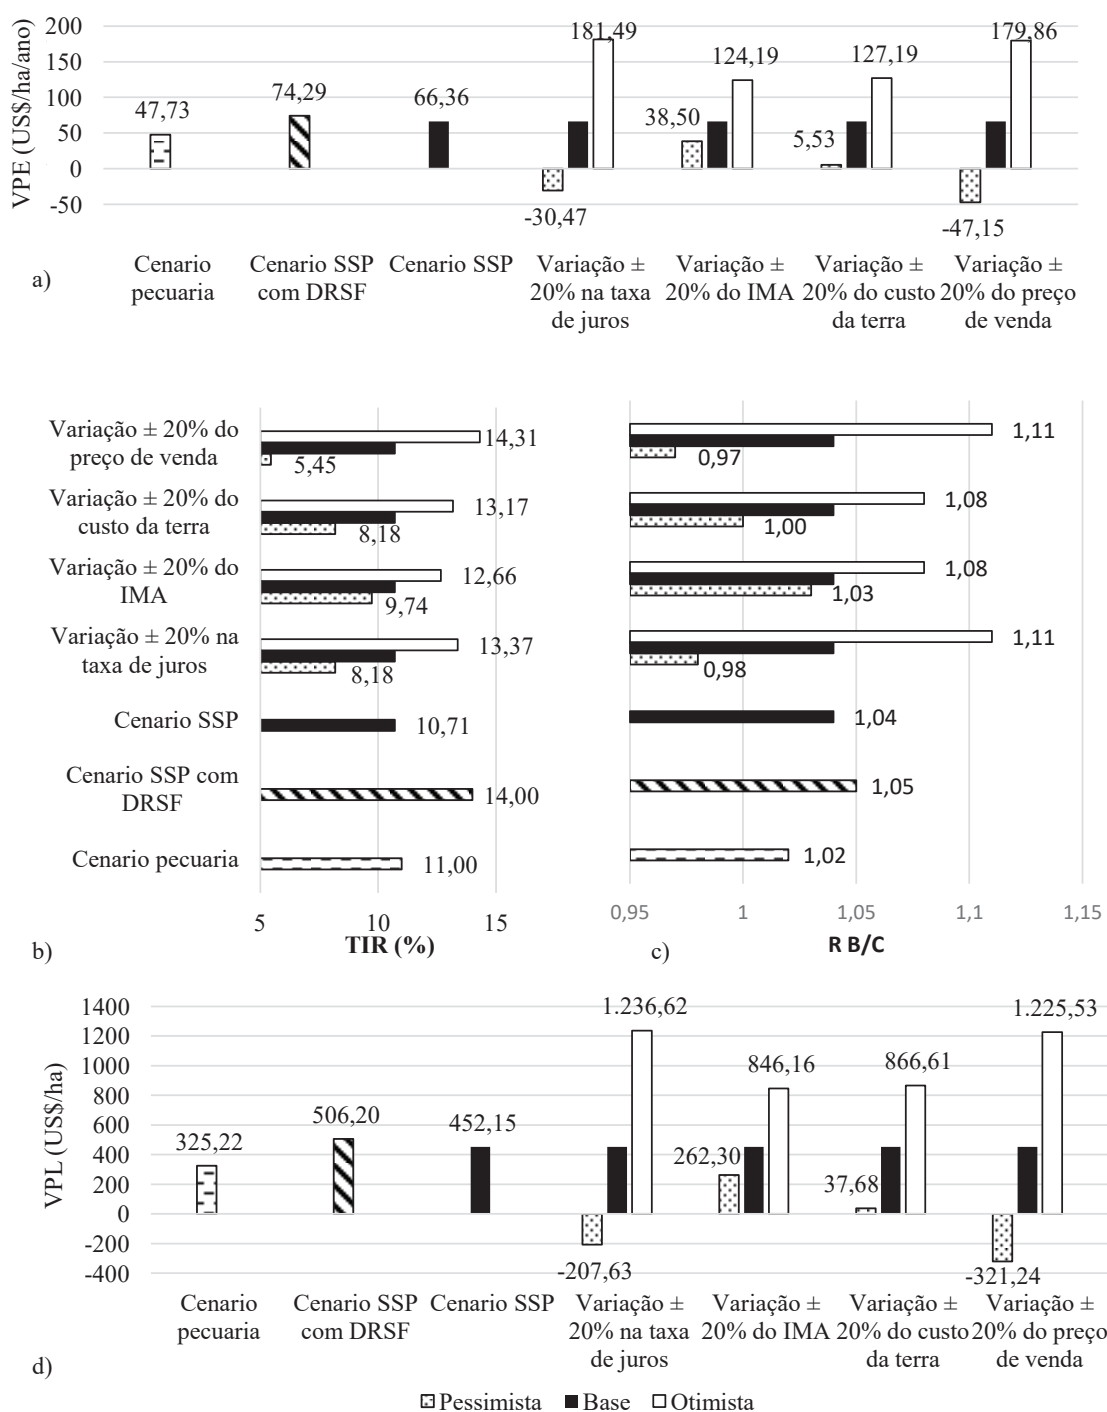 VPE (US$/ha/ano)
200
150
100
50
0
-50
47,73
74,29
66,36
-30,47
181,49
38,50
124,19
5,53
127,19
-47,15
179,86
Cenario
pecuaria
Cenario SSP
com DRSF
Cenario SSP
Variação ±
20% na taxa
de juros
Variação ±
20% do IMA
Variação ±
20% do custo
da terra
Variação ±
20% do preço
de venda
a)
Variação ± 20% do
preço de venda
14,31
5,45
Variação ± 20% do
custo da terra
13,17
8,18
Variação ± 20% do
IMA
12,66
9,74
Variação ± 20% na
taxa de juros
13,37
8,18
Cenario SSP
10,71
Cenario SSP com
DRSF
14,00
Cenario pecuaria
11,00
5
10
15
TIR (%)
b)
1,11
0,97
1,08
1,00
1,08
1,03
1,11
0,98
1,04
1,05
1,02
0,95
1
1,05
1,1
1,15
R B/C
c)
VPL (US$/ha)
1400
1200
1000
800
600
400
200
0
-200
-400
325,22
506,20
452,15
-207,63
1.236,62
262,30
846,16
37,68
866,61
-321,24
1.225,53
Cenario
pecuaria
Cenario SSP
com DRSF
Cenario SSP
Variação ±
20% na taxa
de juros
Variação ±
20% do IMA
Variação ±
20% do custo
da terra
Variação ±
20% do preço
de venda
d)
Pessimista
Base
Otimista